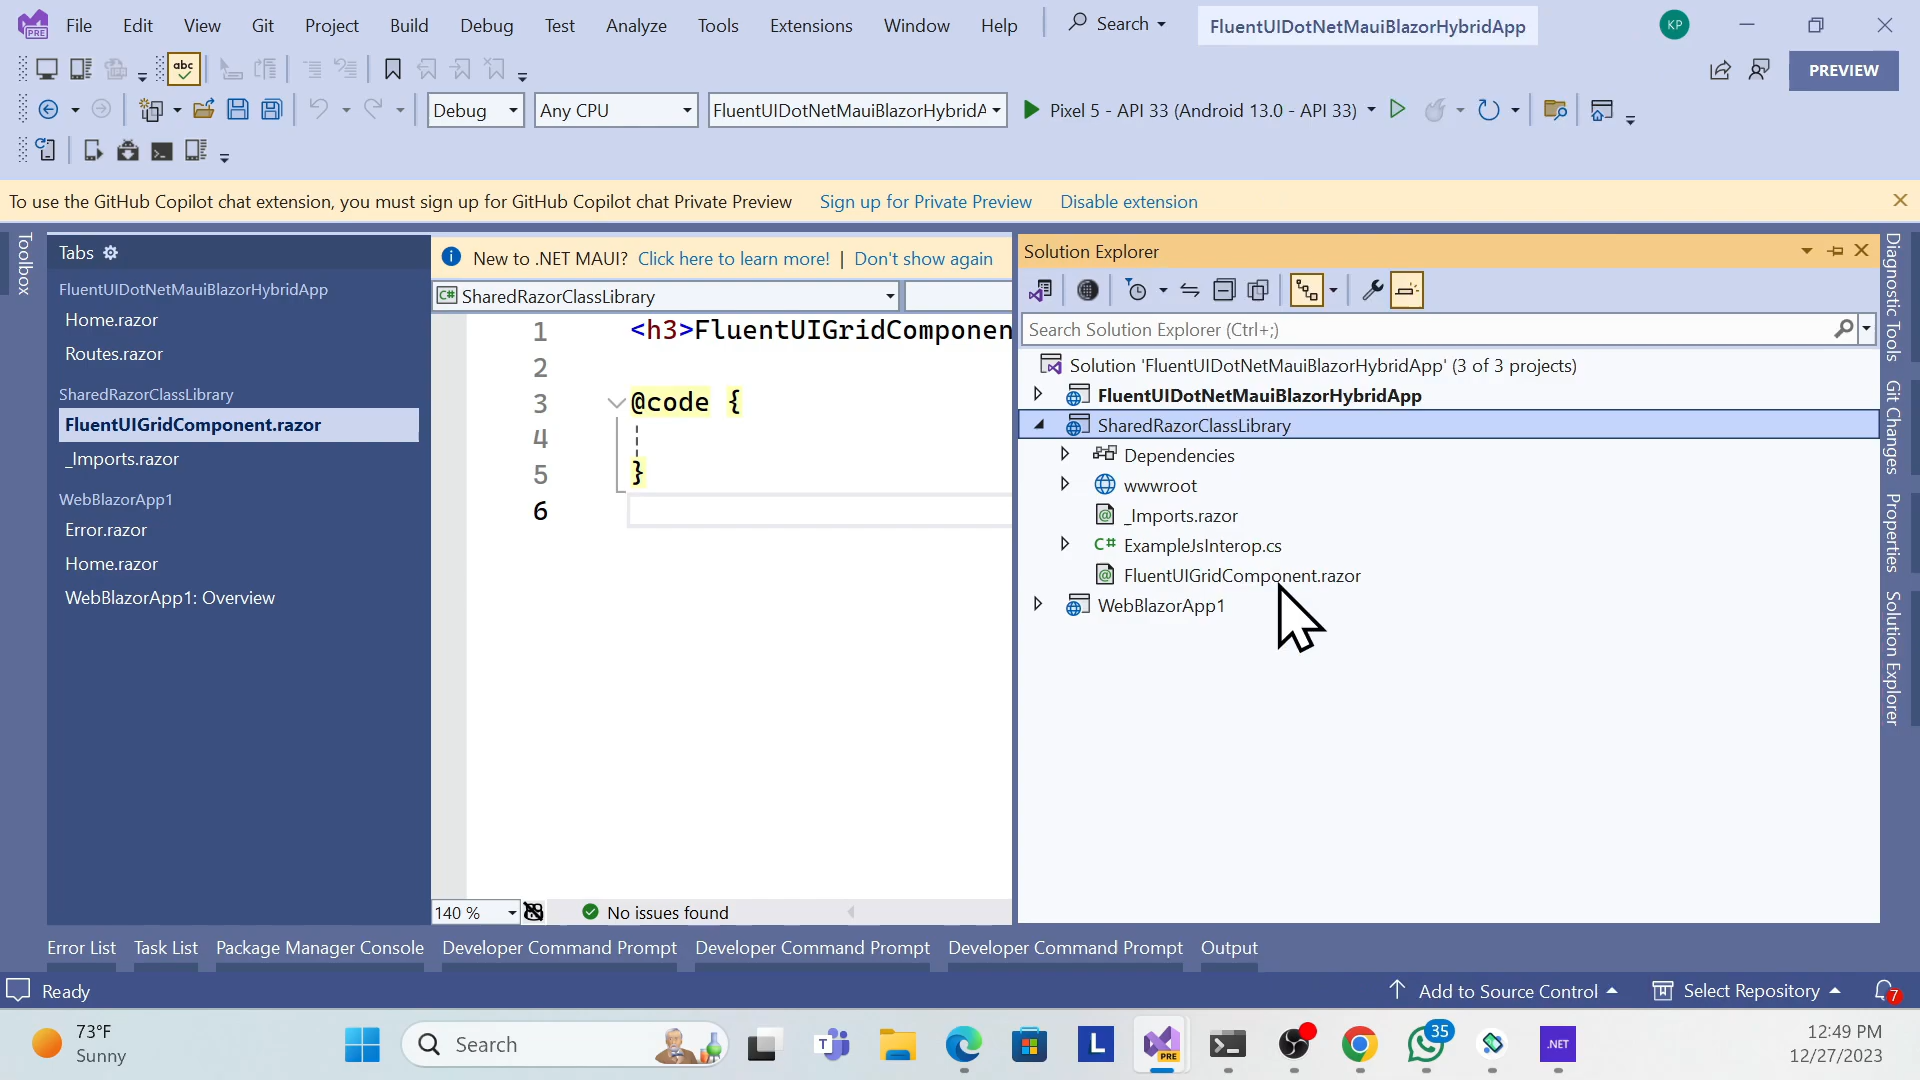 File Edit View Git Project Build Debug Test Analyze Tools Extensions Window Help Search FluentUIDotNetMauiBlazorHybridApp KP
PRE
abc
PREVIEW
Debug Any CPU FluentUIDotNetMauiBlazorHybridA Pixel 5 - API 33 (Android 13.0 - API 33)
To use the GitHub Copilot chat extension, you must sign up for GitHub Copilot chat Private Preview Sign up for Private Preview Disable extension
Toolbox
Tabs
FluentUIDotNetMauiBlazorHybridApp
Home.razor
Routes.razor
SharedRazorClassLibrary
FluentUIGridComponent.razor
_Imports.razor
WebBlazorApp1
Error.razor
Home.razor
WebBlazorApp1: Overview
New to .NET MAUI? Click here to learn more! | Don't show again
C# SharedRazorClassLibrary
1 <h3>FluentUIGridComponen
2
3 @code {
4
5 }
6
140 % No issues found
Solution Explorer
Search Solution Explorer (Ctrl+;)
Solution 'FluentUIDotNetMauiBlazorHybridApp' (3 of 3 projects)
FluentUIDotNetMauiBlazorHybridApp
SharedRazorClassLibrary
Dependencies
wwwroot
_Imports.razor
C# ExampleJsInterop.cs
FluentUIGridComponent.razor
WebBlazorApp1
Diagnostic Tools
Git Changes
Properties
Solution Explorer
Error List Task List Package Manager Console Developer Command Prompt Developer Command Prompt Developer Command Prompt Output
Ready Add to Source Control Select Repository 7
73°F
Sunny
Search
L
PRE
35
.NET
12:49 PM
12/27/2023